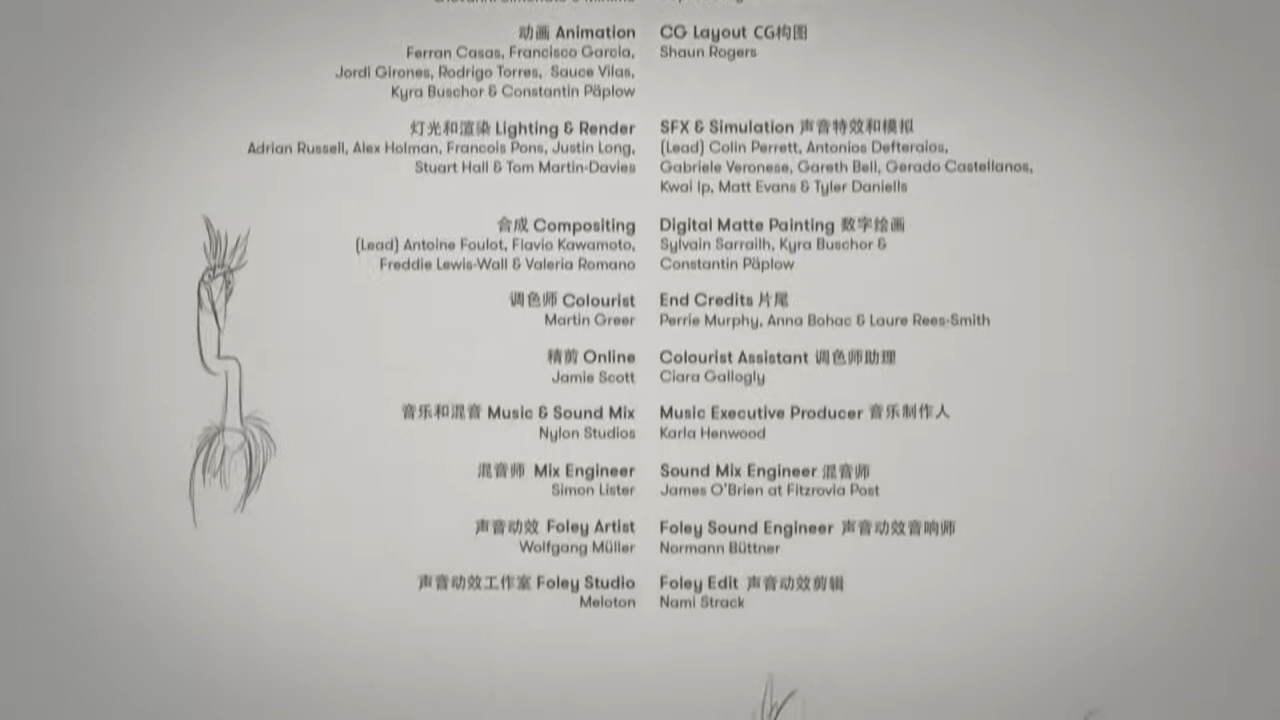 动画 Animation
Ferran Casas, Francisco Garcia,
Jordi Girones, Rodrigo Torres, Sauce Vilas,
Kyra Buschor & Constantin Päplow
CG Layout CG构图
Shaun Rogers
灯光和渲染 Lighting & Render
Adrian Russell, Alex Holman, Francois Pons, Justin Long,
Stuart Hall & Tom Martin-Davies
SFX & Simulation 声音特效和模拟
(Lead) Colin Perrett, Antonios Defteraios,
Gabriele Veronese, Gareth Bell, Gerado Castellanos,
Kwai Ip, Matt Evans & Tyler Daniells
合成 Compositing
(Lead) Antoine Foulot, Flavio Kawamoto,
Freddie Lewis-Wall & Valeria Romano
Digital Matte Painting 数字绘画
Sylvain Sarrailh, Kyra Buschor &
Constantin Päplow
调色师 Colourist
Martin Greer
End Credits 片尾
Perrie Murphy, Anna Bohac & Laure Rees-Smith
精剪 Online
Jamie Scott
Colourist Assistant 调色师助理
Ciara Gallogly
音乐和混音 Music & Sound Mix
Nylon Studios
Music Executive Producer 音乐制作人
Karla Henwood
混音师 Mix Engineer
Simon Lister
Sound Mix Engineer 混音师
James O'Brien at Fitzrovia Post
声音动效 Foley Artist
Wolfgang Müller
Foley Sound Engineer 声音动效音响师
Normann Büttner
声音动效工作室 Foley Studio
Meloton
Foley Edit 声音动效剪辑
Nami Strack